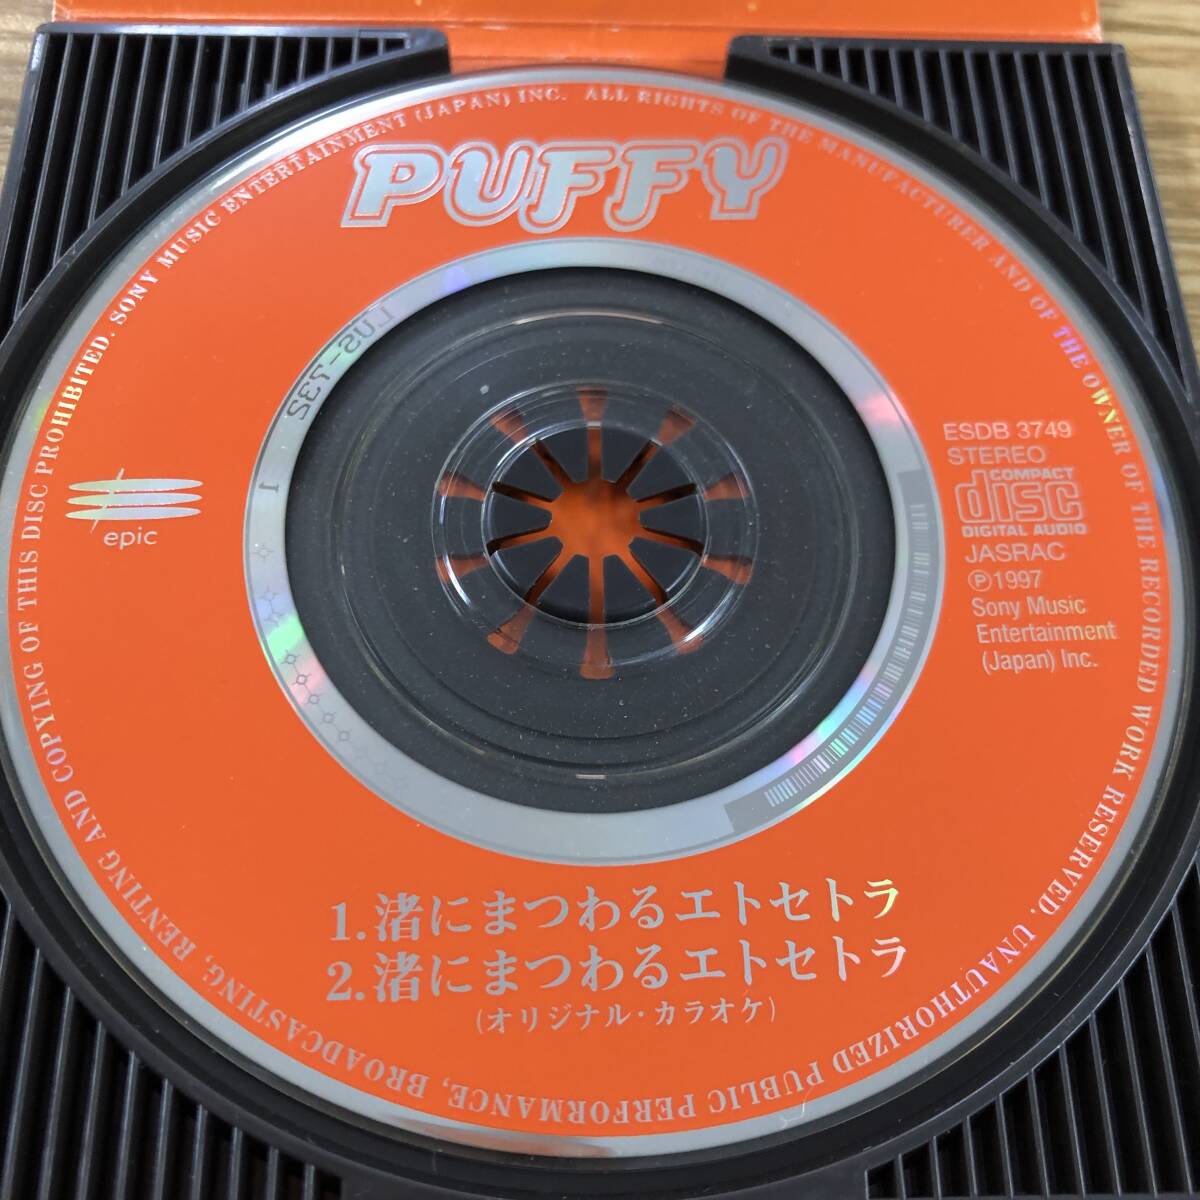 PUFFY
SONY MUSIC ENTERTAINMENT (JAPAN) INC. ALL RIGHTS OF THE MANUFACTURER AND OF THE OWNER OF THE RECORDED WORK RESERVED. UNAUTHORIZED PUBLIC PERFORMANCE, BROADCASTING, RENTING AND COPYING OF THIS DISC PROHIBITED.
LUS-732 1
epic
ESDB 3749
STEREO
COMPACT
disc
DIGITAL AUDIO
JASRAC
Ⓟ1997
Sony Music
Entertainment
(Japan) Inc.
1.渚にまつわるエトセトラ
2.渚にまつわるエトセトラ
(オリジナル・カラオケ)